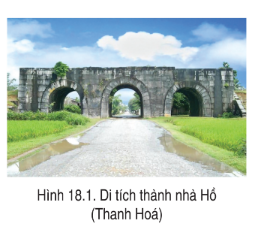 Hình 18.1. Di tích thành nhà Hồ
(Thanh Hoá)